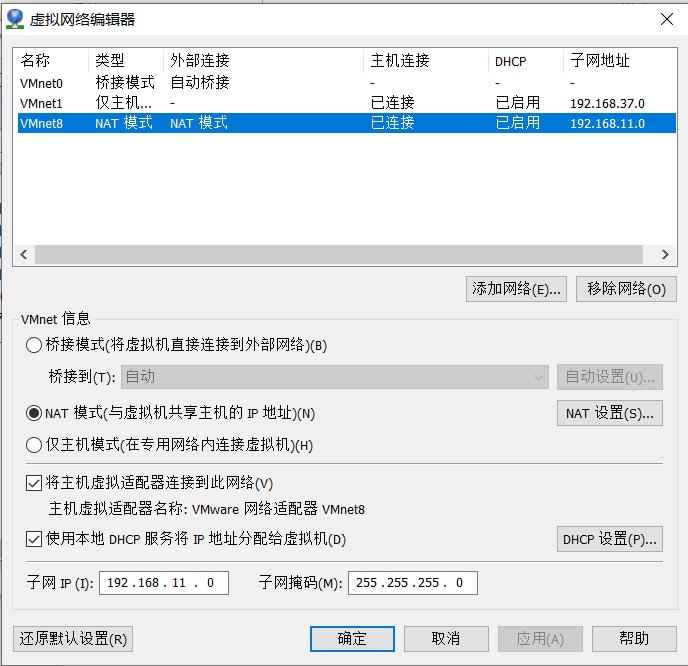 虚拟网络编辑器
名称 类型 外部连接 主机连接 DHCP 子网地址
VMnet0 桥接模式 自动桥接 - - -
VMnet1 仅主机... - 已连接 已启用 192.168.37.0
VMnet8 NAT 模式 NAT 模式 已连接 已启用 192.168.11.0
添加网络(E)... 移除网络(O)
VMnet 信息
桥接模式(将虚拟机直接连接到外部网络)(B)
桥接到(T): 自动 自动设置(U)...
NAT 模式(与虚拟机共享主机的 IP 地址)(N) NAT 设置(S)...
仅主机模式(在专用网络内连接虚拟机)(H)
将主机虚拟适配器连接到此网络(V)
主机虚拟适配器名称: VMware 网络适配器 VMnet8
使用本地 DHCP 服务将 IP 地址分配给虚拟机(D) DHCP 设置(P)...
子网 IP (I): 192.168.11.0 子网掩码(M): 255.255.255.0
还原默认设置(R) 确定 取消 应用(A) 帮助